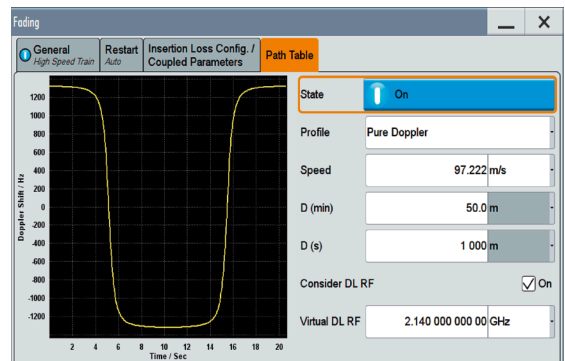 Fading
General
High Speed Train
Restart
Auto
Insertion Loss Config. /
Coupled Parameters
Path Table
State
On
Profile
Pure Doppler
Speed
97.222 m/s
D (min)
50.0 m
D (s)
1 000 m
Consider DL RF
On
Virtual DL RF
2.140 000 000 00 GHz
Doppler Shift / Hz
1200
1000
800
600
400
200
0
-200
-400
-600
-800
-1000
-1200
2 4 6 8 10 12 14 16 18 20
Time / Sec